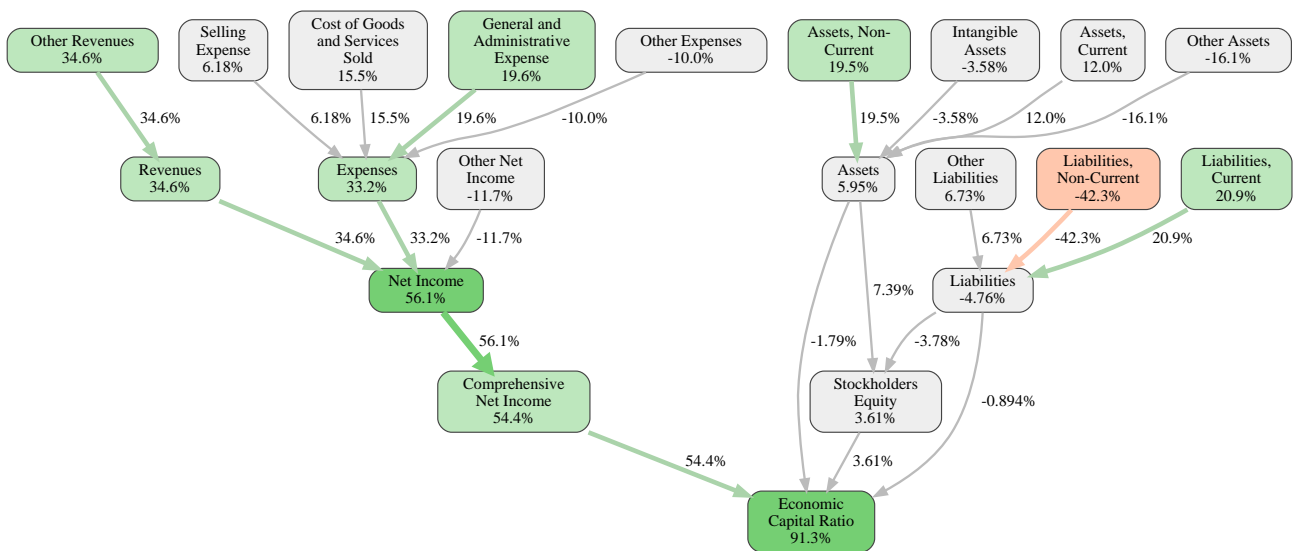 Other Revenues
34.6%
Selling
Expense
6.18%
Cost of Goods
and Services
Sold
15.5%
General and
Administrative
Expense
19.6%
Other Expenses
-10.0%
Assets, Non-
Current
19.5%
Intangible
Assets
-3.58%
Assets,
Current
12.0%
Other Assets
-16.1%
34.6%
6.18%
15.5%
19.6%
-10.0%
19.5%
-3.58%
12.0%
-16.1%
Revenues
34.6%
Expenses
33.2%
Other Net
Income
-11.7%
Assets
5.95%
Other
Liabilities
6.73%
Liabilities,
Non-Current
-42.3%
Liabilities,
Current
20.9%
34.6%
33.2%
-11.7%
6.73%
-42.3%
20.9%
Net Income
56.1%
7.39%
Liabilities
-4.76%
56.1%
-1.79%
-3.78%
-0.894%
Comprehensive
Net Income
54.4%
Stockholders
Equity
3.61%
54.4%
3.61%
Economic
Capital Ratio
91.3%